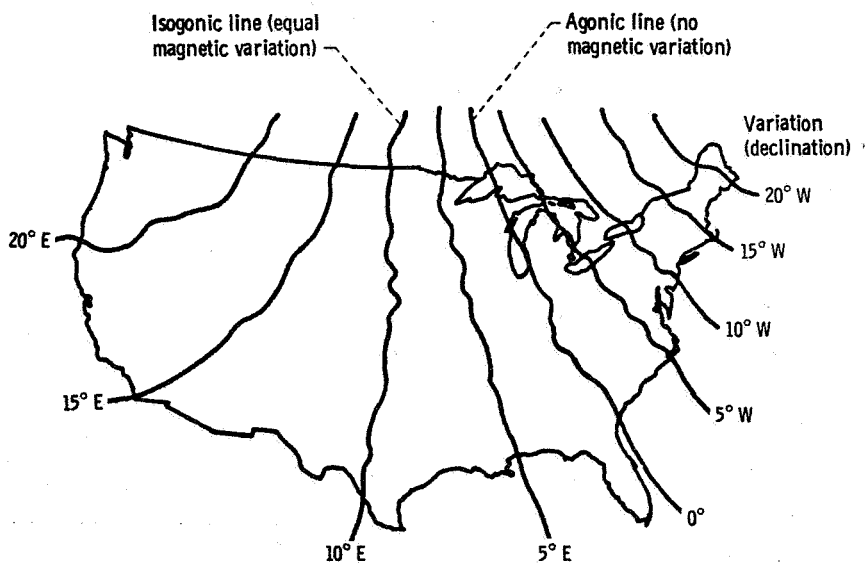 Isogonic line (equal
magnetic variation)
Agonic line (no
magnetic variation)
Variation
(declination)
20° W
15° W
10° W
5° W
0°
5° E
10° E
15° E
20° E